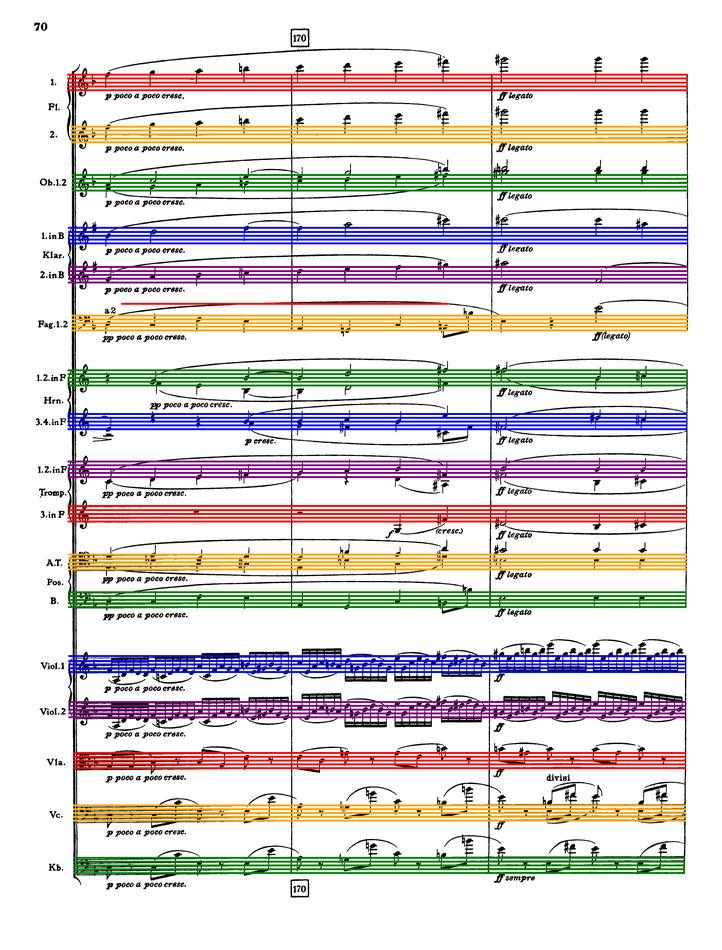 70
170
1.
p poco a poco cresc.
ff legato
Fl.
2.
p poco a poco cresc.
ff legato
Ob.1.2
p poco a poco cresc.
ff legato
1. in B
p poco a poco cresc.
ff legato
Klar.
2. in B
p poco a poco cresc.
ff legato
a 2
Fag.1.2
pp poco a poco cresc.
ff (legato)
1.2. in F
pp poco a poco cresc.
ff legato
Hrn.
3.4. in F
p cresc.
ff legato
1.2. in F
pp poco a poco cresc.
ff legato
Tromp.
3. in F
f
(cresc.)
ff legato
A.T.
pp poco a poco cresc.
ff legato
Pos.
B.
pp poco a poco cresc.
ff legato
Viol.1
p poco a poco cresc.
ff
Viol.2
p poco a poco cresc.
ff
Vla.
p poco a poco cresc.
ff
divisi
Vc.
p poco a poco cresc.
ff
Kb.
p poco a poco cresc.
ff sempre
170